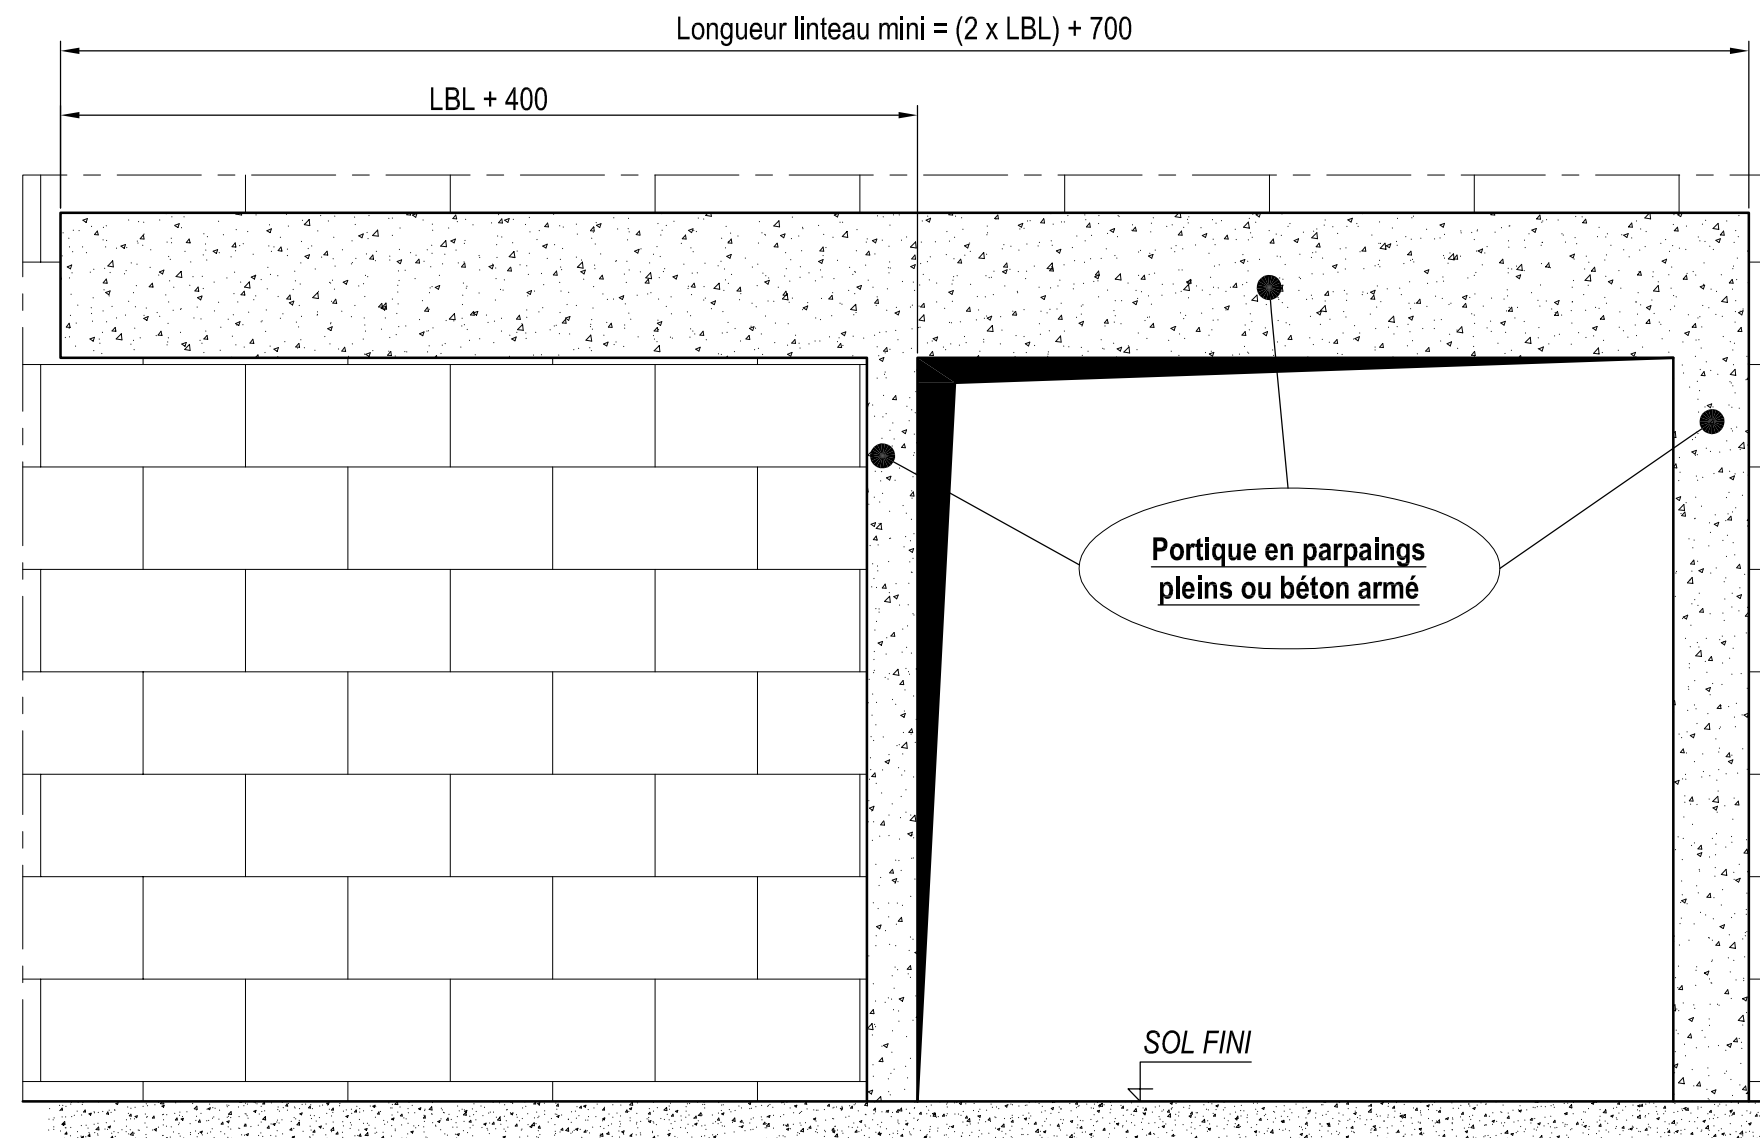 Longueur linteau mini = (2 x LBL) + 700
LBL + 400
Portique en parpaings
pleins ou béton armé
SOL FINI